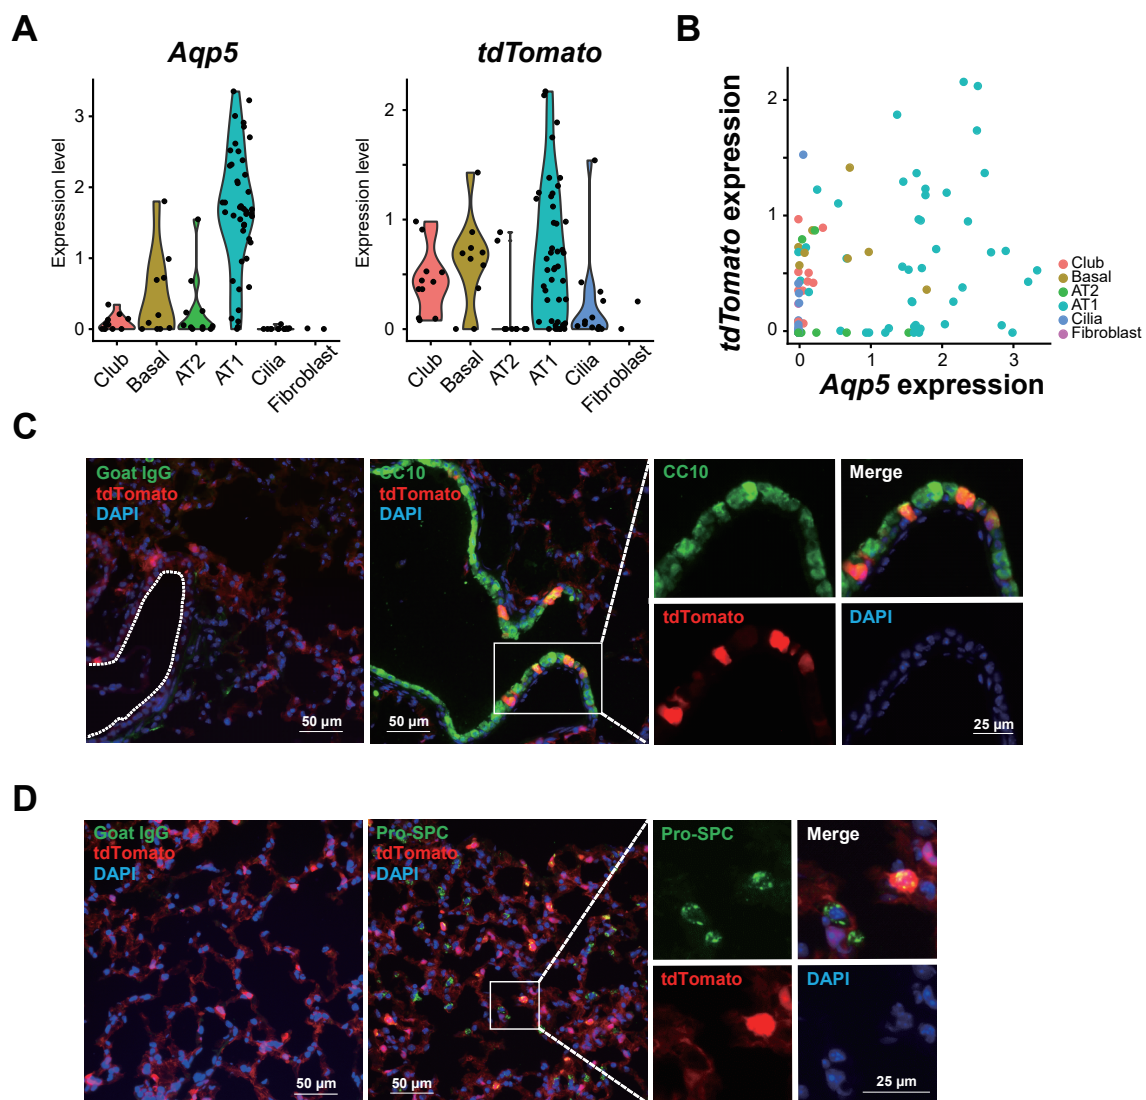 A
B
Aqp5
tdTomato
Expression level
3
2
1
0
Club
Basal
AT2
AT1
Cilia
Fibroblast
Expression level
2
1
0
Club
Basal
AT2
AT1
Cilia
Fibroblast
tdTomato expression
2
1
0
0
1
2
3
Aqp5 expression
Club
Basal
AT2
AT1
Cilia
Fibroblast
C
Goat IgG
tdTomato
DAPI
50 µm
CC10
tdTomato
DAPI
50 µm
CC10
Merge
tdTomato
DAPI
25 µm
D
Goat IgG
tdTomato
DAPI
50 µm
Pro-SPC
tdTomato
DAPI
50 µm
Pro-SPC
Merge
tdTomato
DAPI
25 µm